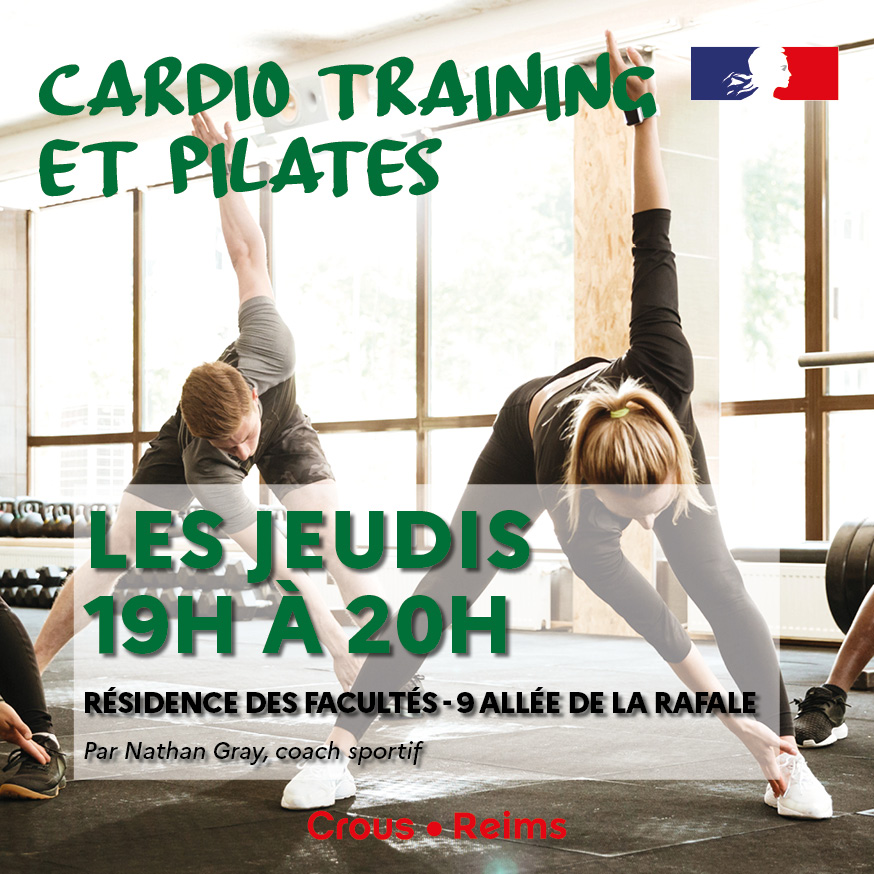 CARDIO TRAINING
ET PILATES
LES JEUDIS
19H À 20H
RÉSIDENCE DES FACULTÉS - 9 ALLÉE DE LA RAFALE
Par Nathan Gray, coach sportif
Crous • Reims